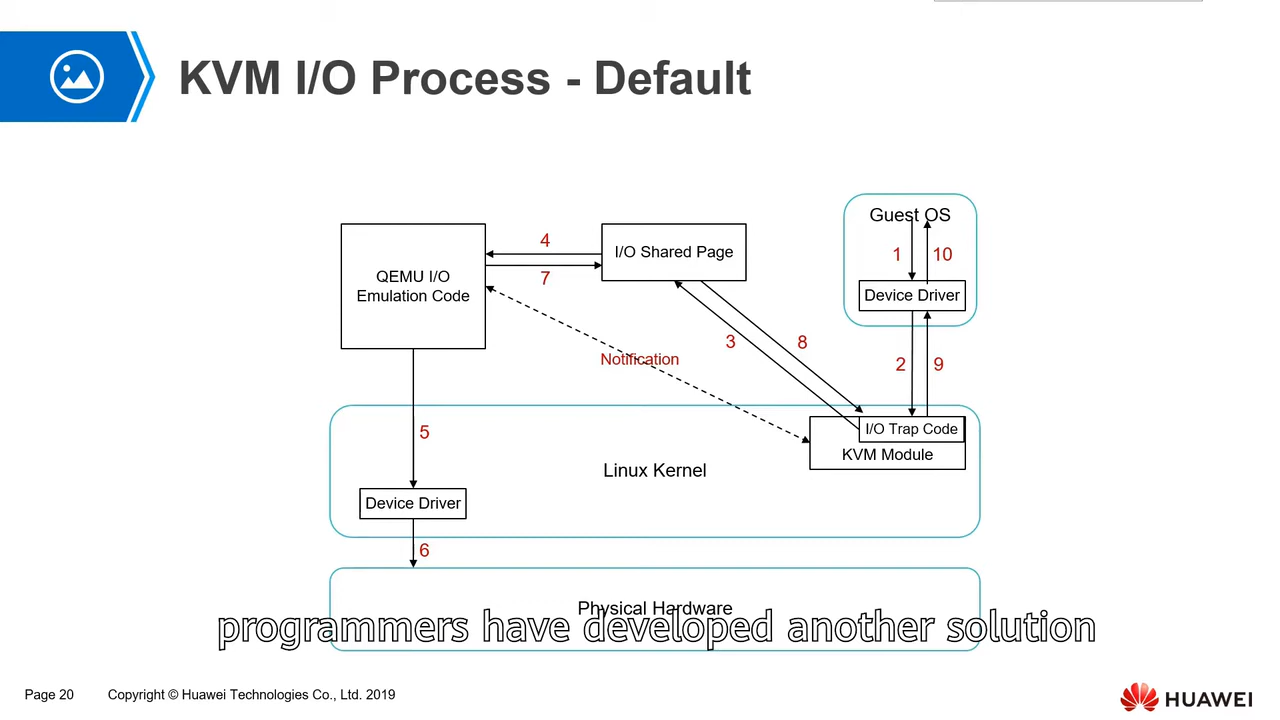 KVM I/O Process - Default
Guest OS
1
10
Device Driver
2
9
I/O Shared Page
4
7
QEMU I/O
Emulation Code
3
8
Notification
I/O Trap Code
KVM Module
5
Linux Kernel
Device Driver
6
Physical Hardware
programmers have developed another solution
Page 20
Copyright © Huawei Technologies Co., Ltd. 2019
HUAWEI